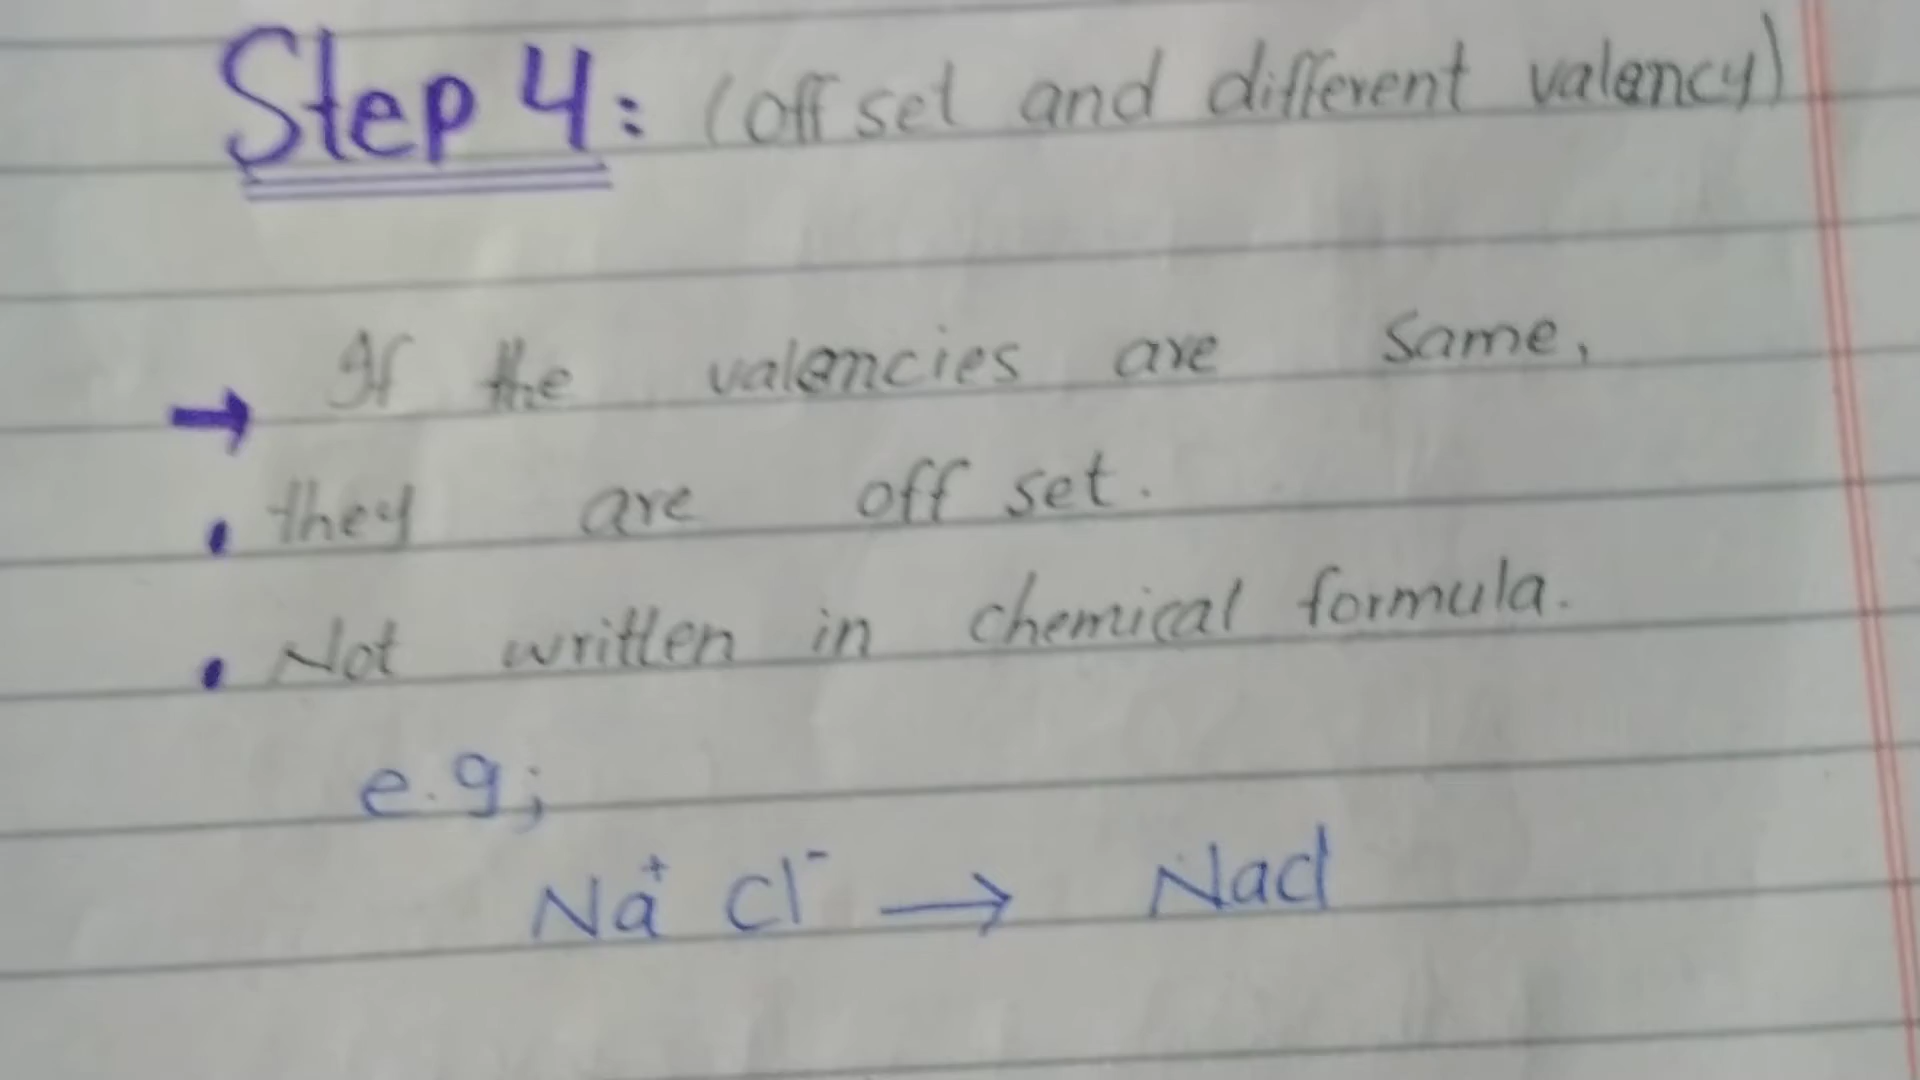 Step 4: (off set and different valency)
→ If the valencies are same,
• they are off set.
• Not written in chemical formula.
e.g;
Na⁺ Cl⁻ → Nacl